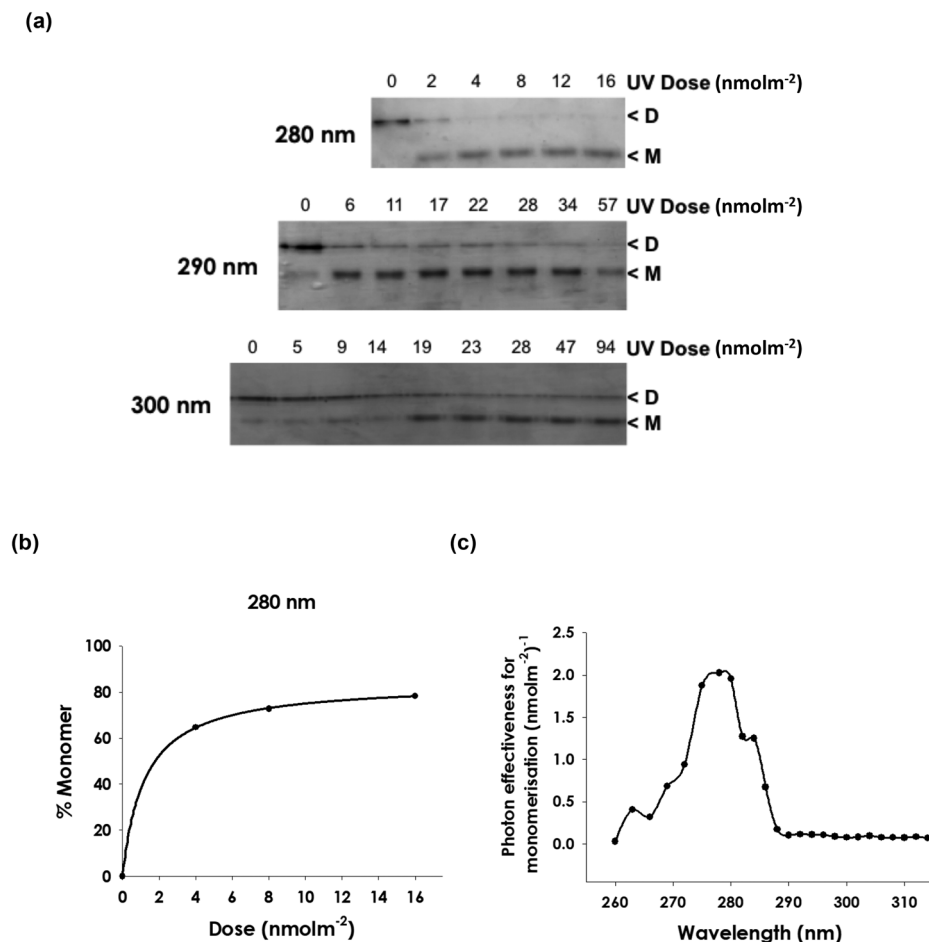 (a)
0 2 4 8 12 16 UV Dose (nmolm⁻²)
280 nm
< D
< M
0 6 11 17 22 28 34 57 UV Dose (nmolm⁻²)
290 nm
< D
< M
0 5 9 14 19 23 28 47 94 UV Dose (nmolm⁻²)
300 nm
< D
< M
(b)
280 nm
% Monomer
100
80
60
40
20
0
0 2 4 6 8 10 12 14 16
Dose (nmolm⁻²)
(c)
Photon effectiveness for
monomerisation (nmolm⁻²)⁻¹
2.5
2.0
1.5
1.0
0.5
0.0
260 270 280 290 300 310
Wavelength (nm)